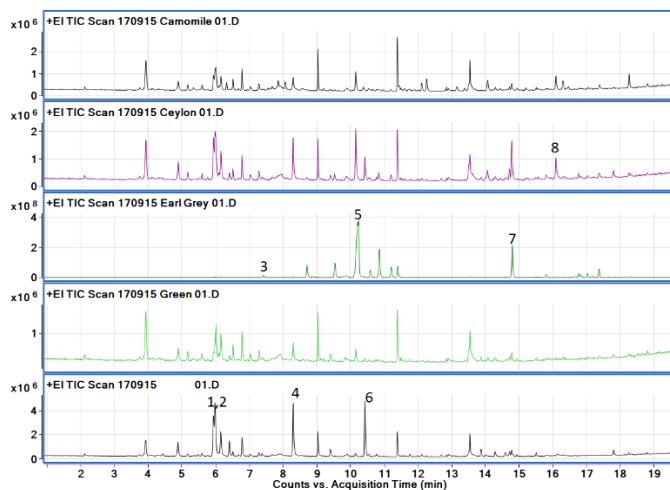 x10 6 +EI TIC Scan 170915 Camomile 01.D
2
1
0
x10 6 +EI TIC Scan 170915 Ceylon 01.D
2
1
0
8
x10 8 +EI TIC Scan 170915 Earl Grey 01.D
4
2
0
3
5
7
x10 6 +EI TIC Scan 170915 Green 01.D
1
x10 6 +EI TIC Scan 170915 01.D
4
2
0
1,2
4
6
2 3 4 5 6 7 8 9 10 11 12 13 14 15 16 17 18 19
Counts vs. Acquisition Time (min)